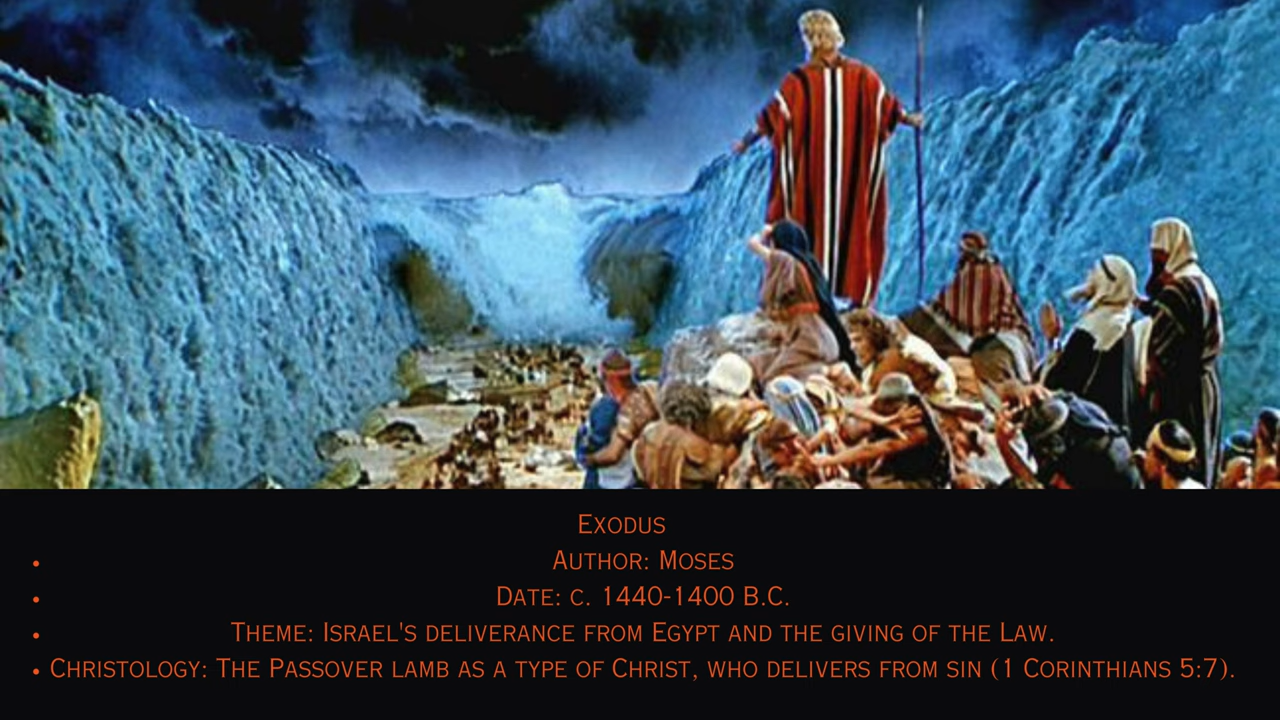 Exodus
• Author: Moses
• Date: c. 1440-1400 B.C.
• Theme: Israel's deliverance from Egypt and the giving of the Law.
• Christology: The Passover lamb as a type of Christ, who delivers from sin (1 Corinthians 5:7).